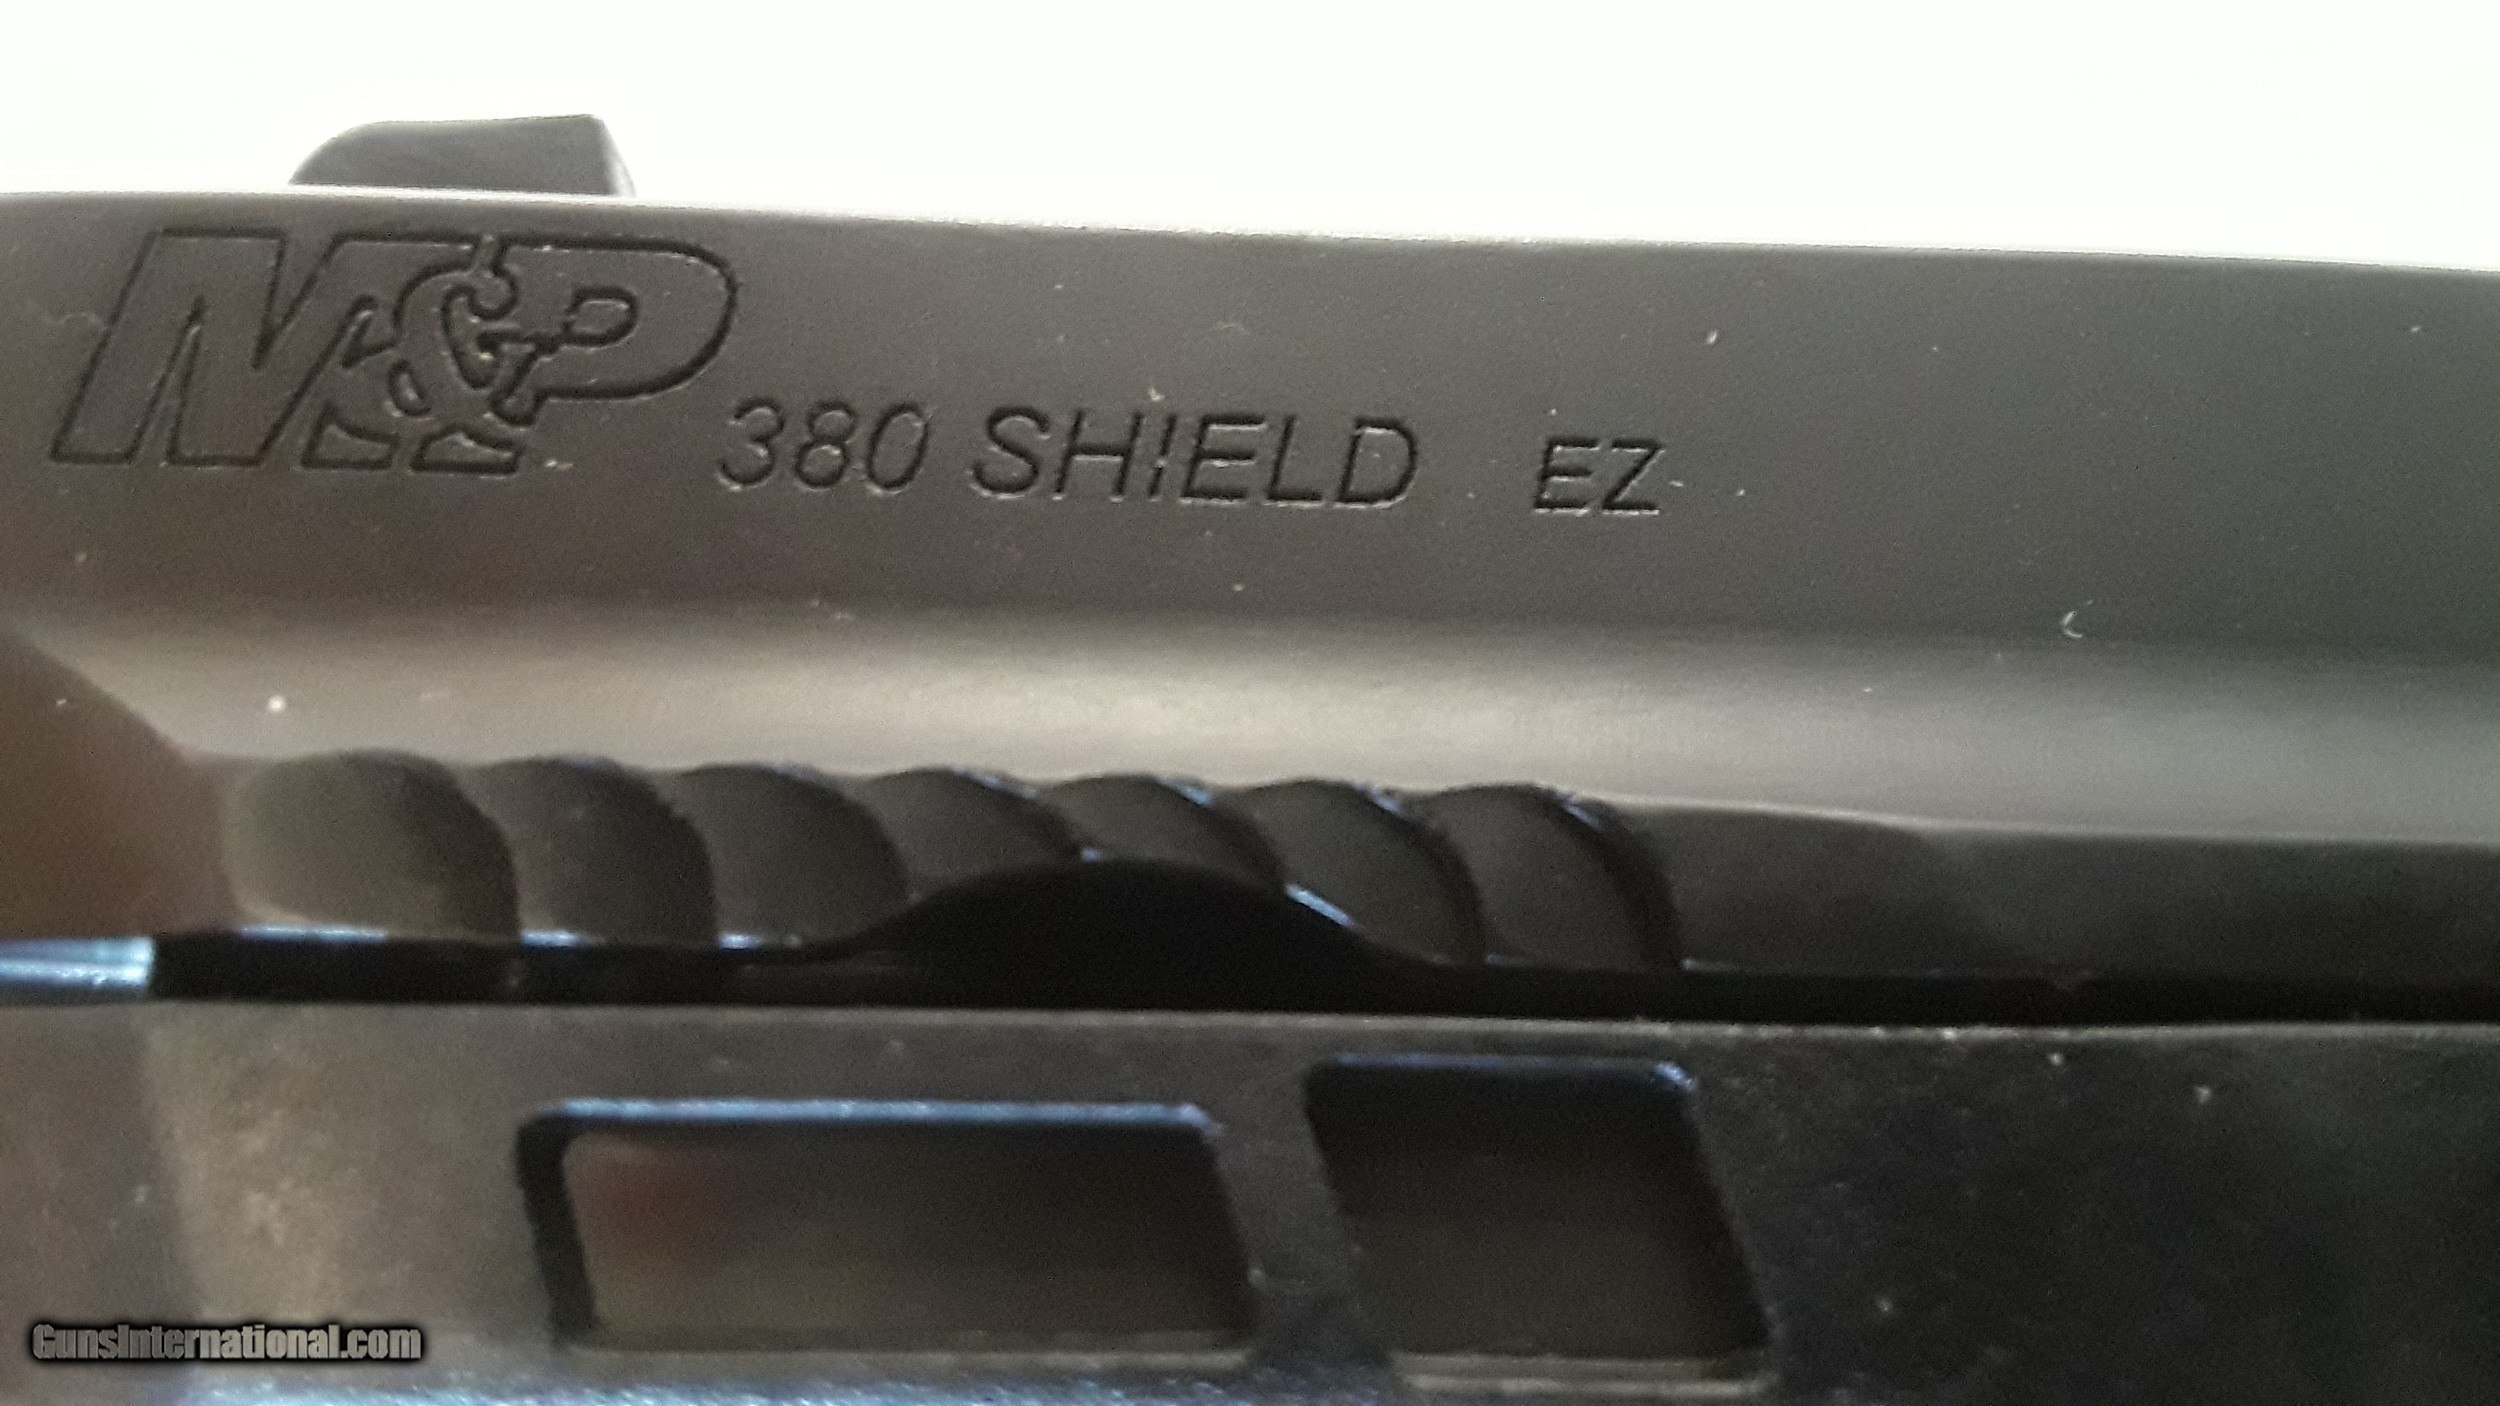 M&P 380 SHIELD EZ
GunsInternational.com